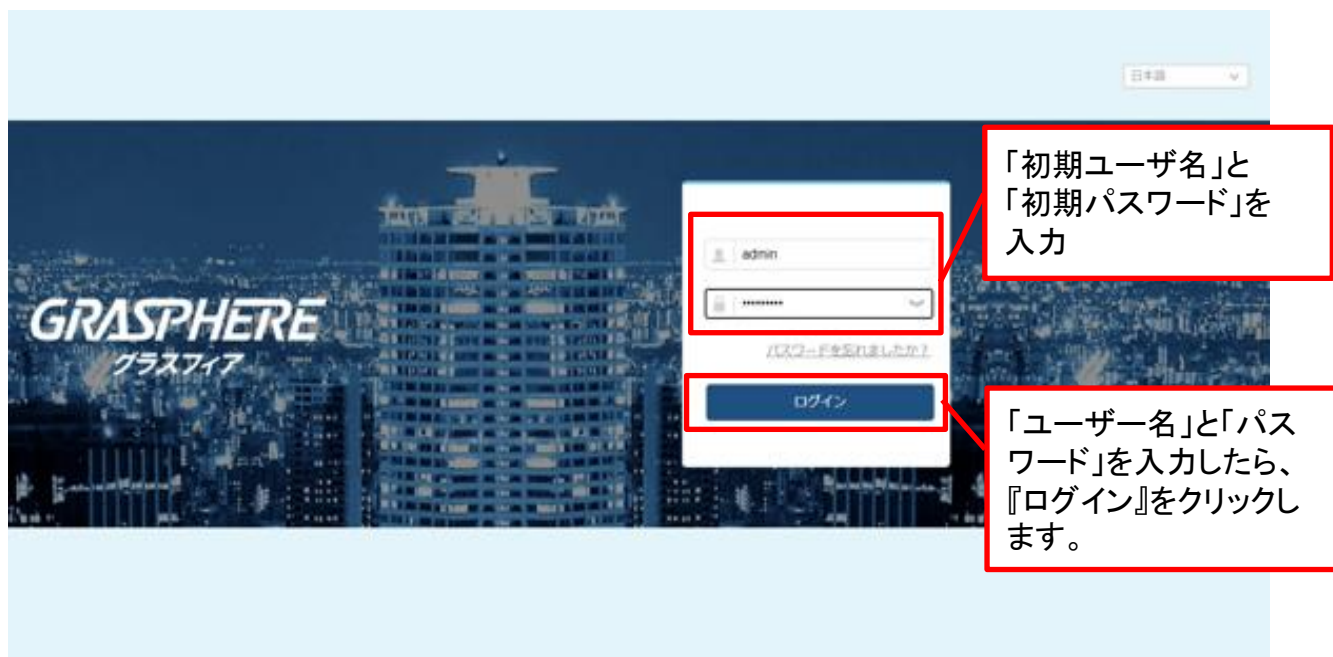 日本語
「初期ユーザ名」と
「初期パスワード」を
入力
admin
•••••••••
パスワードを忘れましたか?
ログイン
GRASPHERE
グラスフィア
「ユーザー名」と「パス
ワード」を入力したら、
『ログイン』をクリックし
ます。